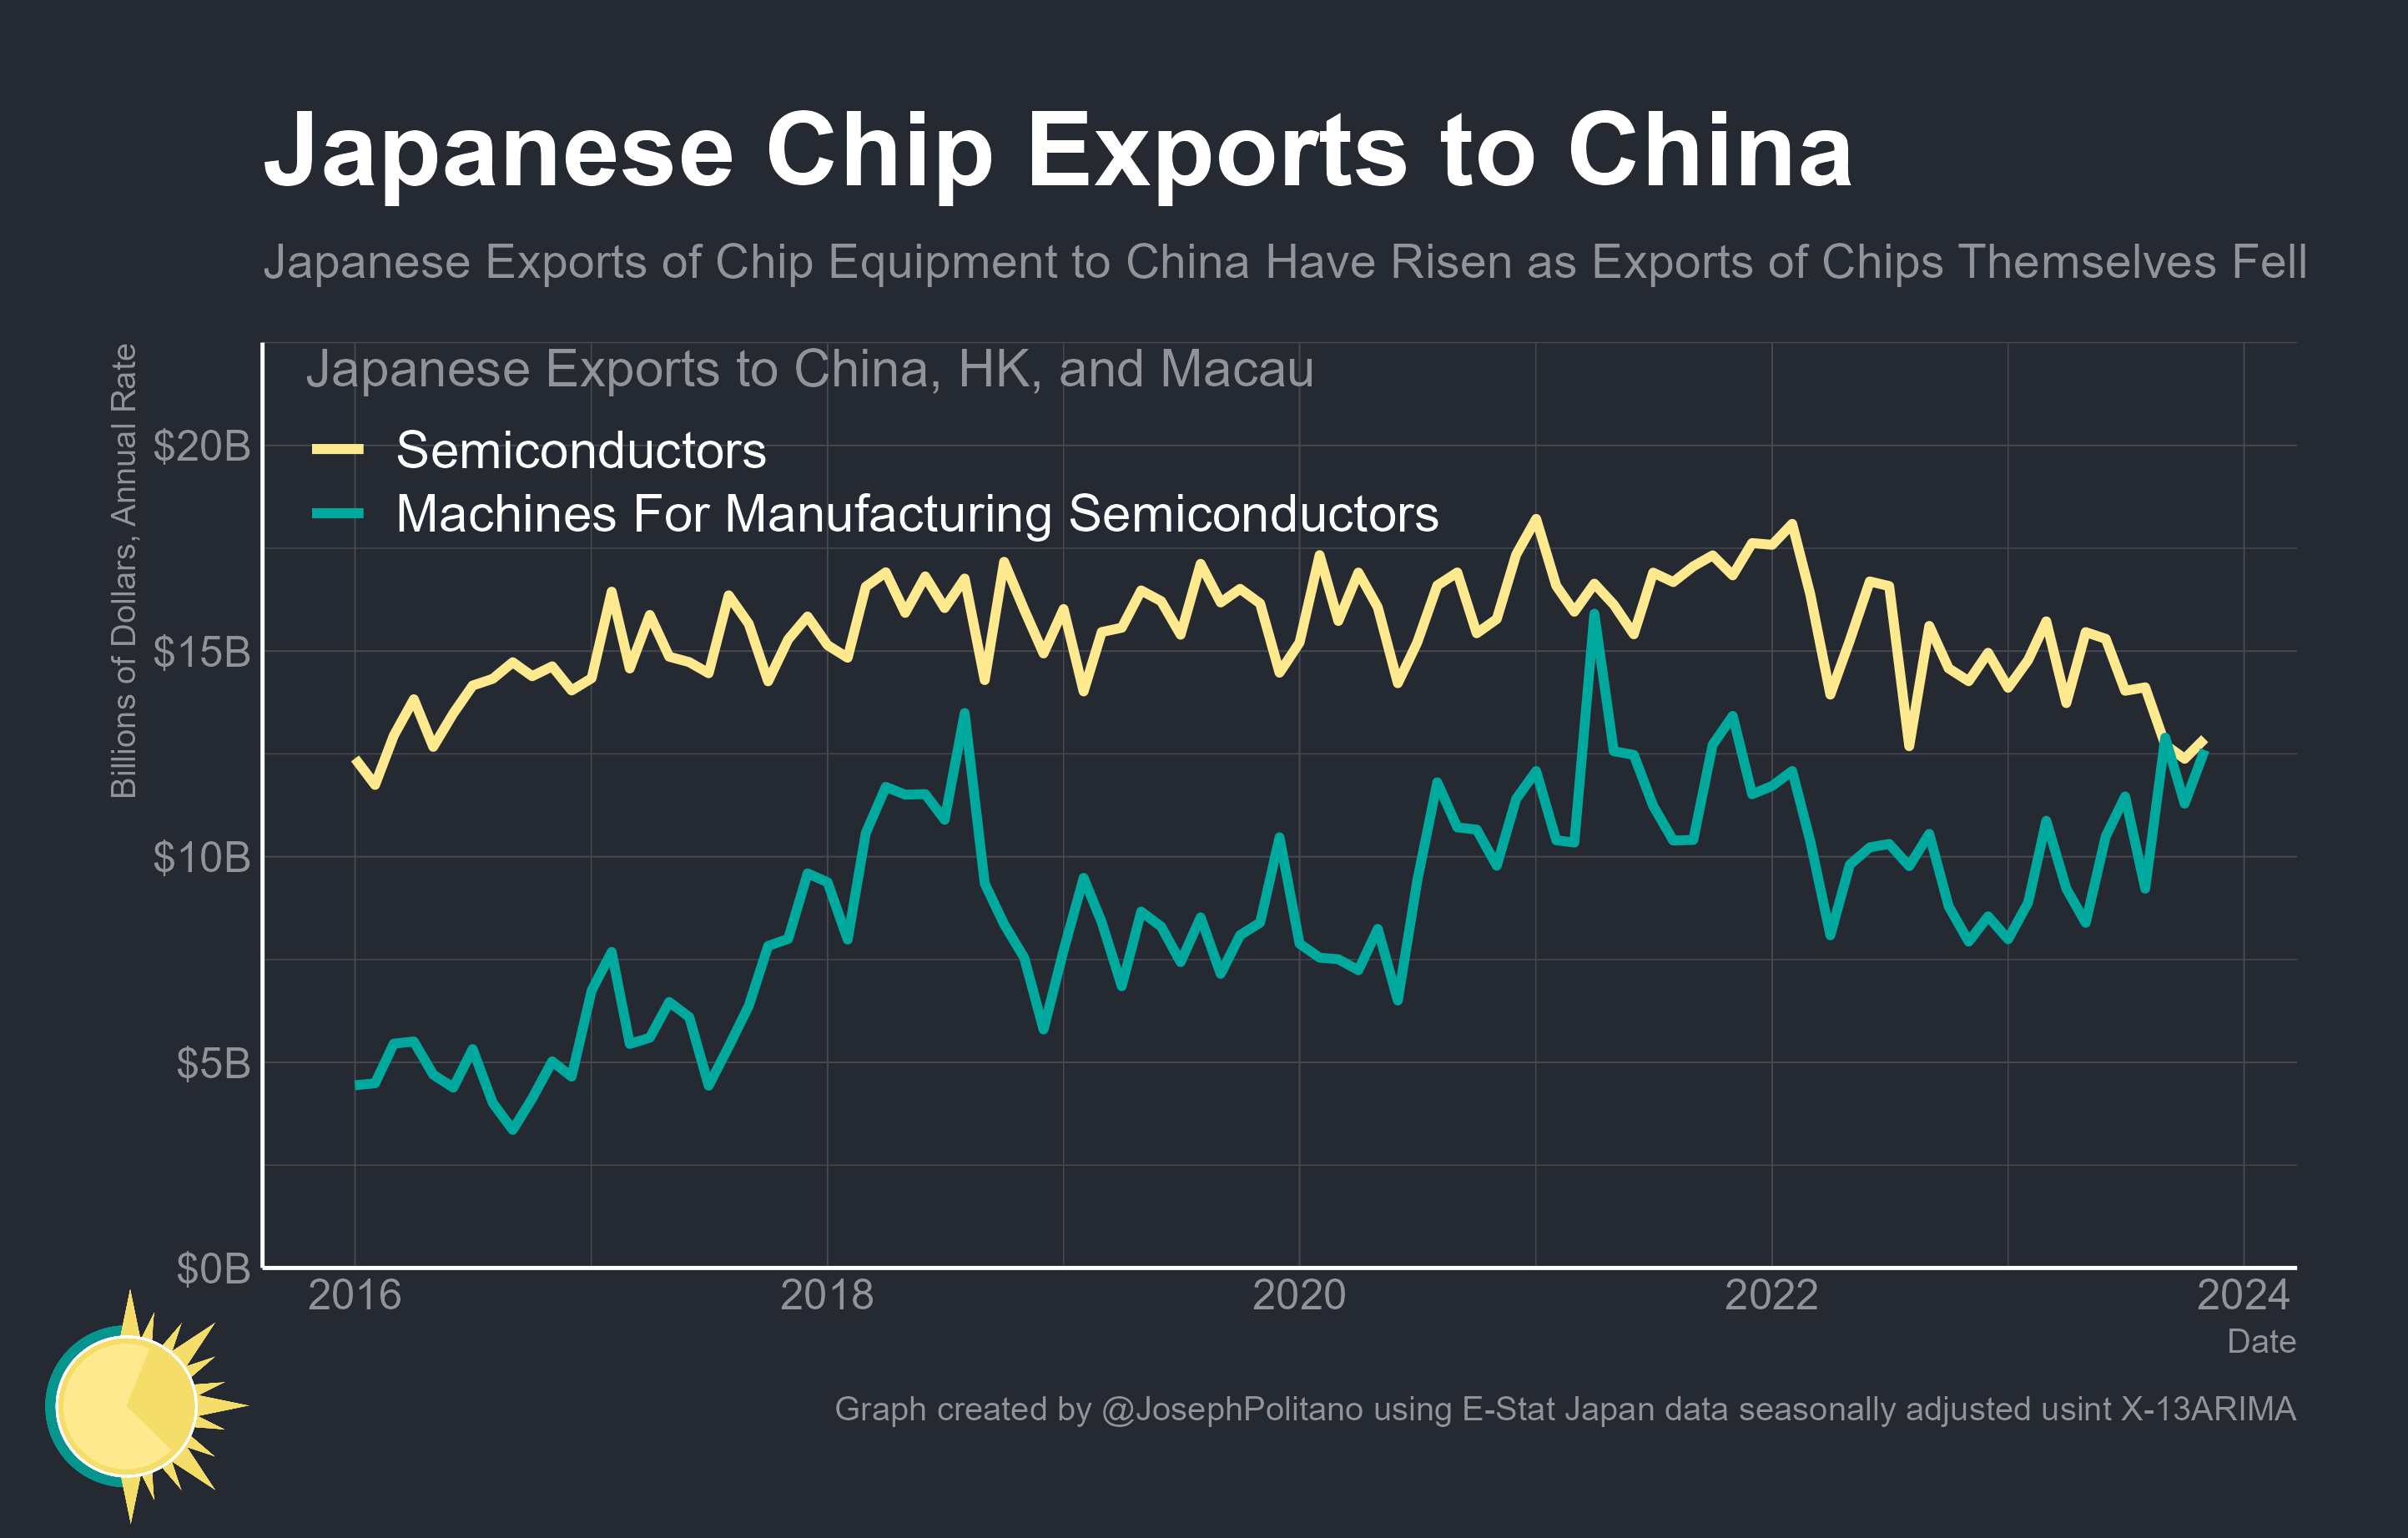 Japanese Chip Exports to China
Japanese Exports of Chip Equipment to China Have Risen as Exports of Chips Themselves Fell
Billions of Dollars, Annual Rate
Japanese Exports to China, HK, and Macau
Semiconductors
Machines For Manufacturing Semiconductors
$20B
$15B
$10B
$5B
$0B
2016 2018 2020 2022 2024
Date
Graph created by @JosephPolitano using E-Stat Japan data seasonally adjusted usint X-13ARIMA